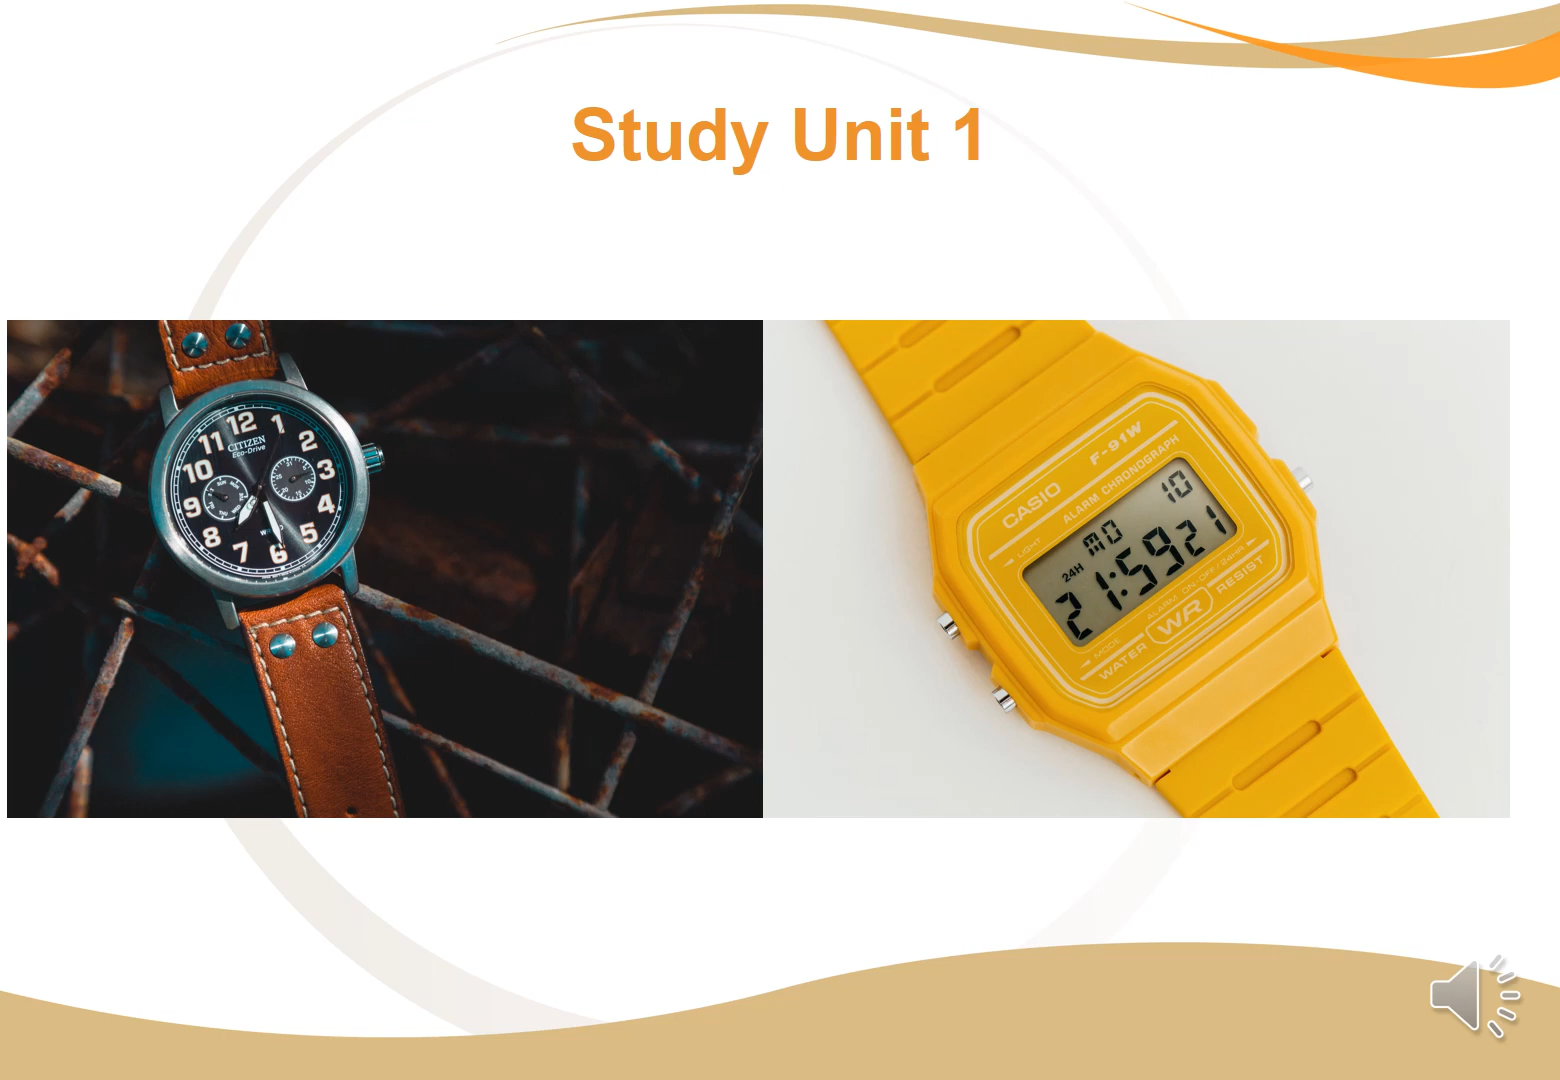 Study Unit 1
12
11
1
10
2
9
3
8
4
7
6
5
CITIZEN
Eco-Drive
CASIO
F-91W
ALARM CHRONOGRAPH
LIGHT
MO
10
24H
21:59 21
MODE
ALARM ON·OFF/24HR
WATER
WR
RESIST